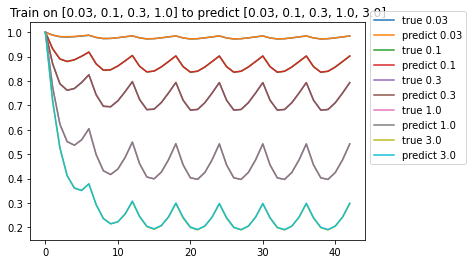 Train on [0.03, 0.1, 0.3, 1.0] to predict [0.03, 0.1, 0.3, 1.0, 3.0]
true 0.03
predict 0.03
true 0.1
predict 0.1
true 0.3
predict 0.3
true 1.0
predict 1.0
true 3.0
predict 3.0
1.0
0.9
0.8
0.7
0.6
0.5
0.4
0.3
0.2
0 10 20 30 40